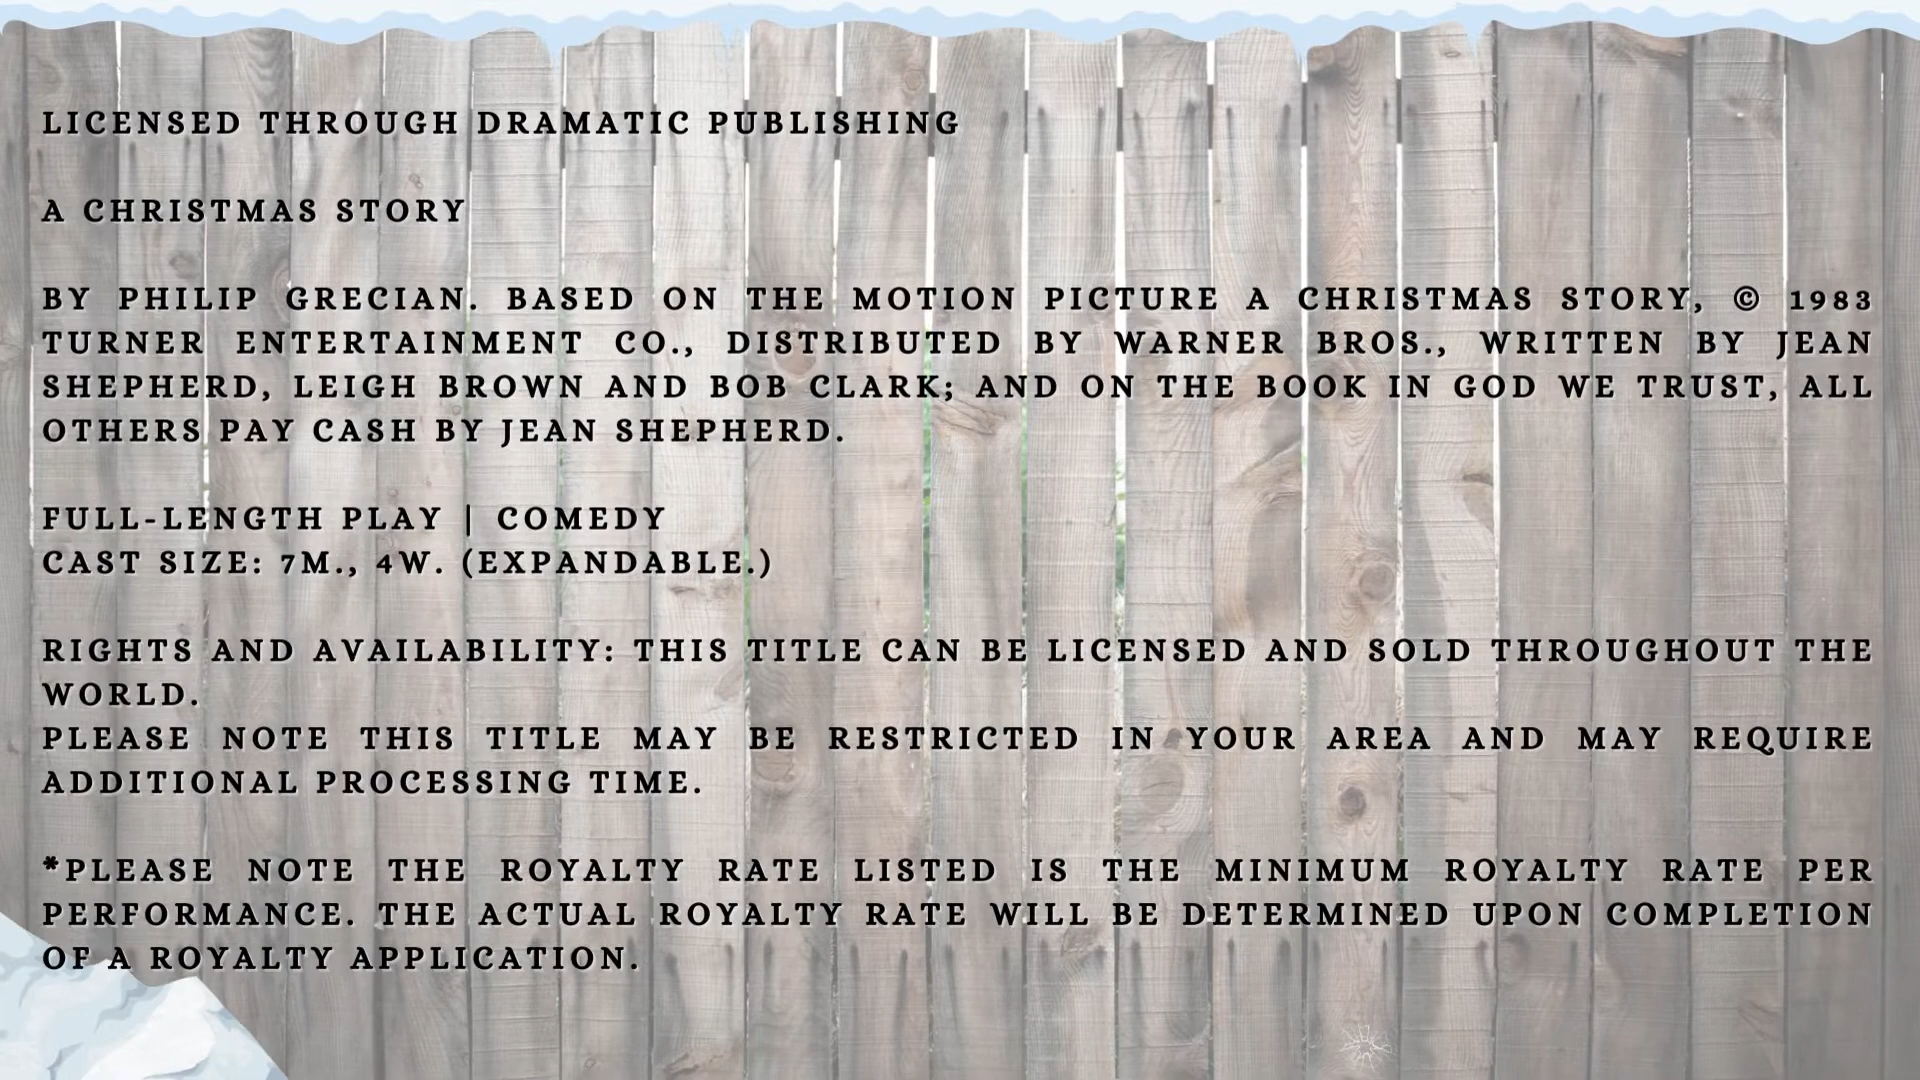 LICENSED THROUGH DRAMATIC PUBLISHING
A CHRISTMAS STORY
BY PHILIP GRECIAN. BASED ON THE MOTION PICTURE A CHRISTMAS STORY, © 1983
TURNER ENTERTAINMENT CO., DISTRIBUTED BY WARNER BROS., WRITTEN BY JEAN
SHEPHERD, LEIGH BROWN AND BOB CLARK; AND ON THE BOOK IN GOD WE TRUST, ALL
OTHERS PAY CASH BY JEAN SHEPHERD.
FULL-LENGTH PLAY | COMEDY
CAST SIZE: 7M., 4W. (EXPANDABLE.)
RIGHTS AND AVAILABILITY: THIS TITLE CAN BE LICENSED AND SOLD THROUGHOUT THE
WORLD.
PLEASE NOTE THIS TITLE MAY BE RESTRICTED IN YOUR AREA AND MAY REQUIRE
ADDITIONAL PROCESSING TIME.
*PLEASE NOTE THE ROYALTY RATE LISTED IS THE MINIMUM ROYALTY RATE PER
PERFORMANCE. THE ACTUAL ROYALTY RATE WILL BE DETERMINED UPON COMPLETION
OF A ROYALTY APPLICATION.